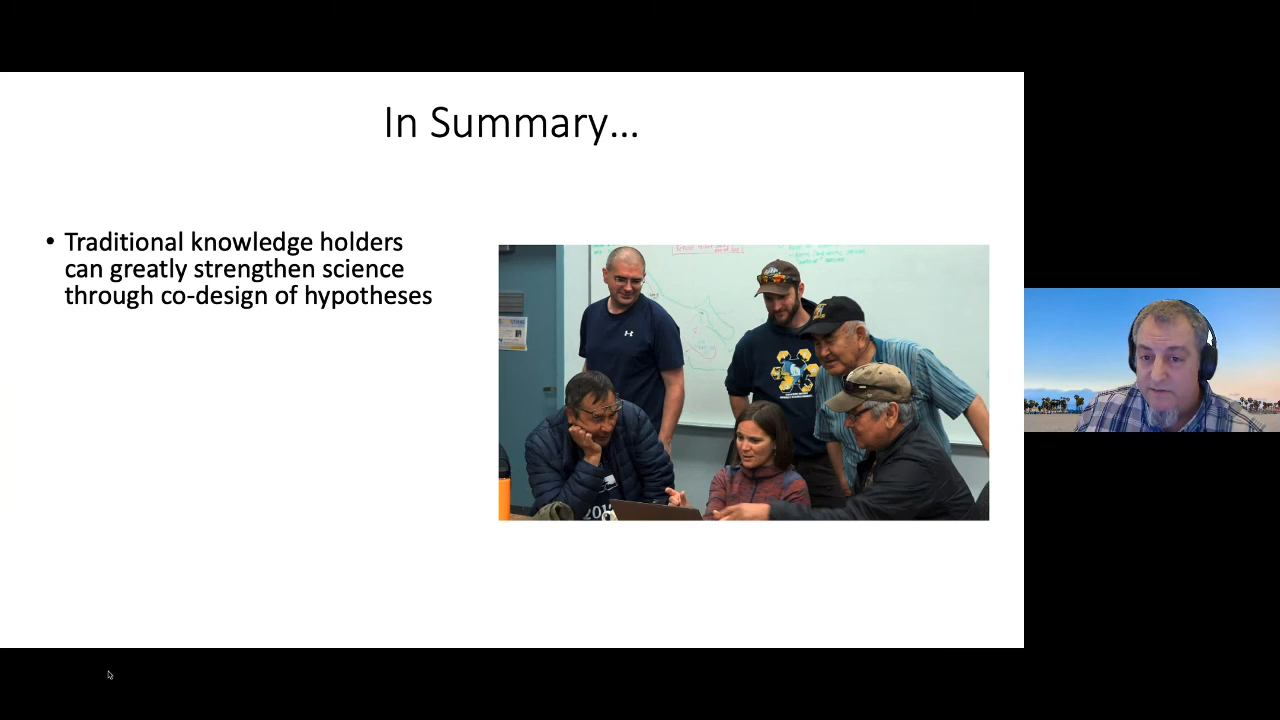 In Summary...
• Traditional knowledge holders
can greatly strengthen science
through co-design of hypotheses